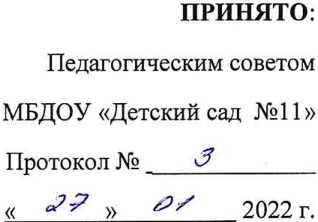 ПРИНЯТО:
Педагогическим советом
МБДОУ «Детский сад №11»
Протокол № 3
« 27 » 01 2022 г.